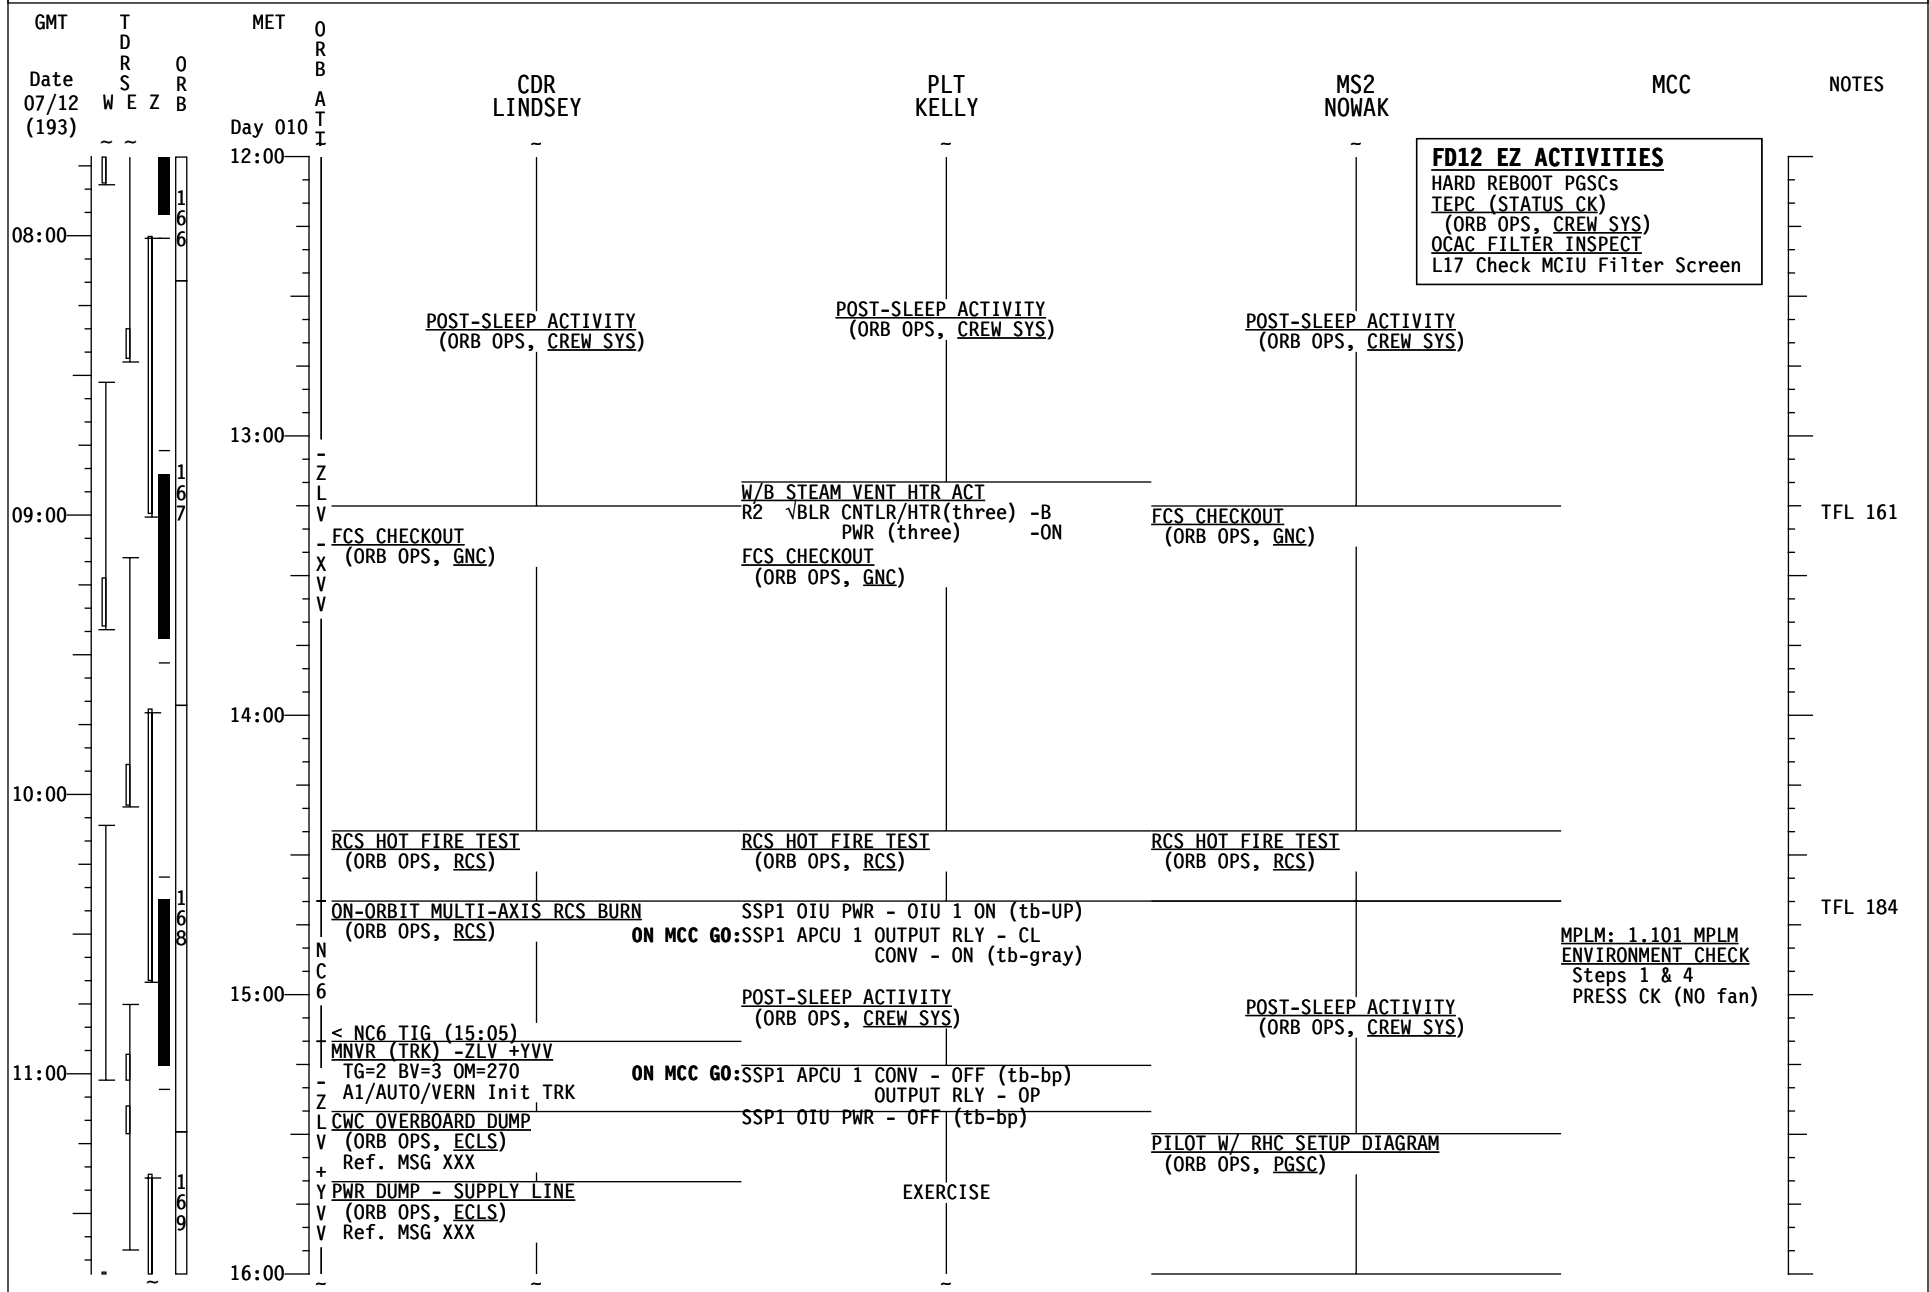 GMT
TDRS
MET
ORB ATT
Date
07/12
(193)
W E Z
ORB
Day 010
CDR
LINDSEY
PLT
KELLY
MS2
NOWAK
MCC
NOTES
~ ~ ~ ~ ~ ~
FD12 EZ ACTIVITIES
HARD REBOOT PGSCs
TEPC (STATUS CK)
(ORB OPS, CREW SYS)
OCAC FILTER INSPECT
L17 Check MCIU Filter Screen
08:00
09:00
10:00
11:00
166
167
168
169
12:00
13:00
14:00
15:00
16:00
-ZLV
-XVV
NC6
-ZLV
+YVV
POST-SLEEP ACTIVITY
(ORB OPS, CREW SYS)
FCS CHECKOUT
(ORB OPS, GNC)
RCS HOT FIRE TEST
(ORB OPS, RCS)
ON-ORBIT MULTI-AXIS RCS BURN
(ORB OPS, RCS)
< NC6 TIG (15:05)
MNVR (TRK) -ZLV +YVV
TG=2 BV=3 OM=270
A1/AUTO/VERN Init TRK
CWC OVERBOARD DUMP
(ORB OPS, ECLS)
Ref. MSG XXX
PWR DUMP - SUPPLY LINE
(ORB OPS, ECLS)
Ref. MSG XXX
POST-SLEEP ACTIVITY
(ORB OPS, CREW SYS)
W/B STEAM VENT HTR ACT
R2 √BLR CNTLR/HTR(three) -B
PWR (three) -ON
FCS CHECKOUT
(ORB OPS, GNC)
RCS HOT FIRE TEST
(ORB OPS, RCS)
SSP1 OIU PWR - OIU 1 ON (tb-UP)
ON MCC GO:SSP1 APCU 1 OUTPUT RLY - CL
CONV - ON (tb-gray)
POST-SLEEP ACTIVITY
(ORB OPS, CREW SYS)
ON MCC GO:SSP1 APCU 1 CONV - OFF (tb-bp)
OUTPUT RLY - OP
SSP1 OIU PWR - OFF (tb-bp)
EXERCISE
POST-SLEEP ACTIVITY
(ORB OPS, CREW SYS)
FCS CHECKOUT
(ORB OPS, GNC)
RCS HOT FIRE TEST
(ORB OPS, RCS)
POST-SLEEP ACTIVITY
(ORB OPS, CREW SYS)
PILOT W/ RHC SETUP DIAGRAM
(ORB OPS, PGSC)
MPLM: 1.101 MPLM
ENVIRONMENT CHECK
Steps 1 & 4
PRESS CK (NO fan)
TFL 161
TFL 184
~ ~ ~ ~ ~